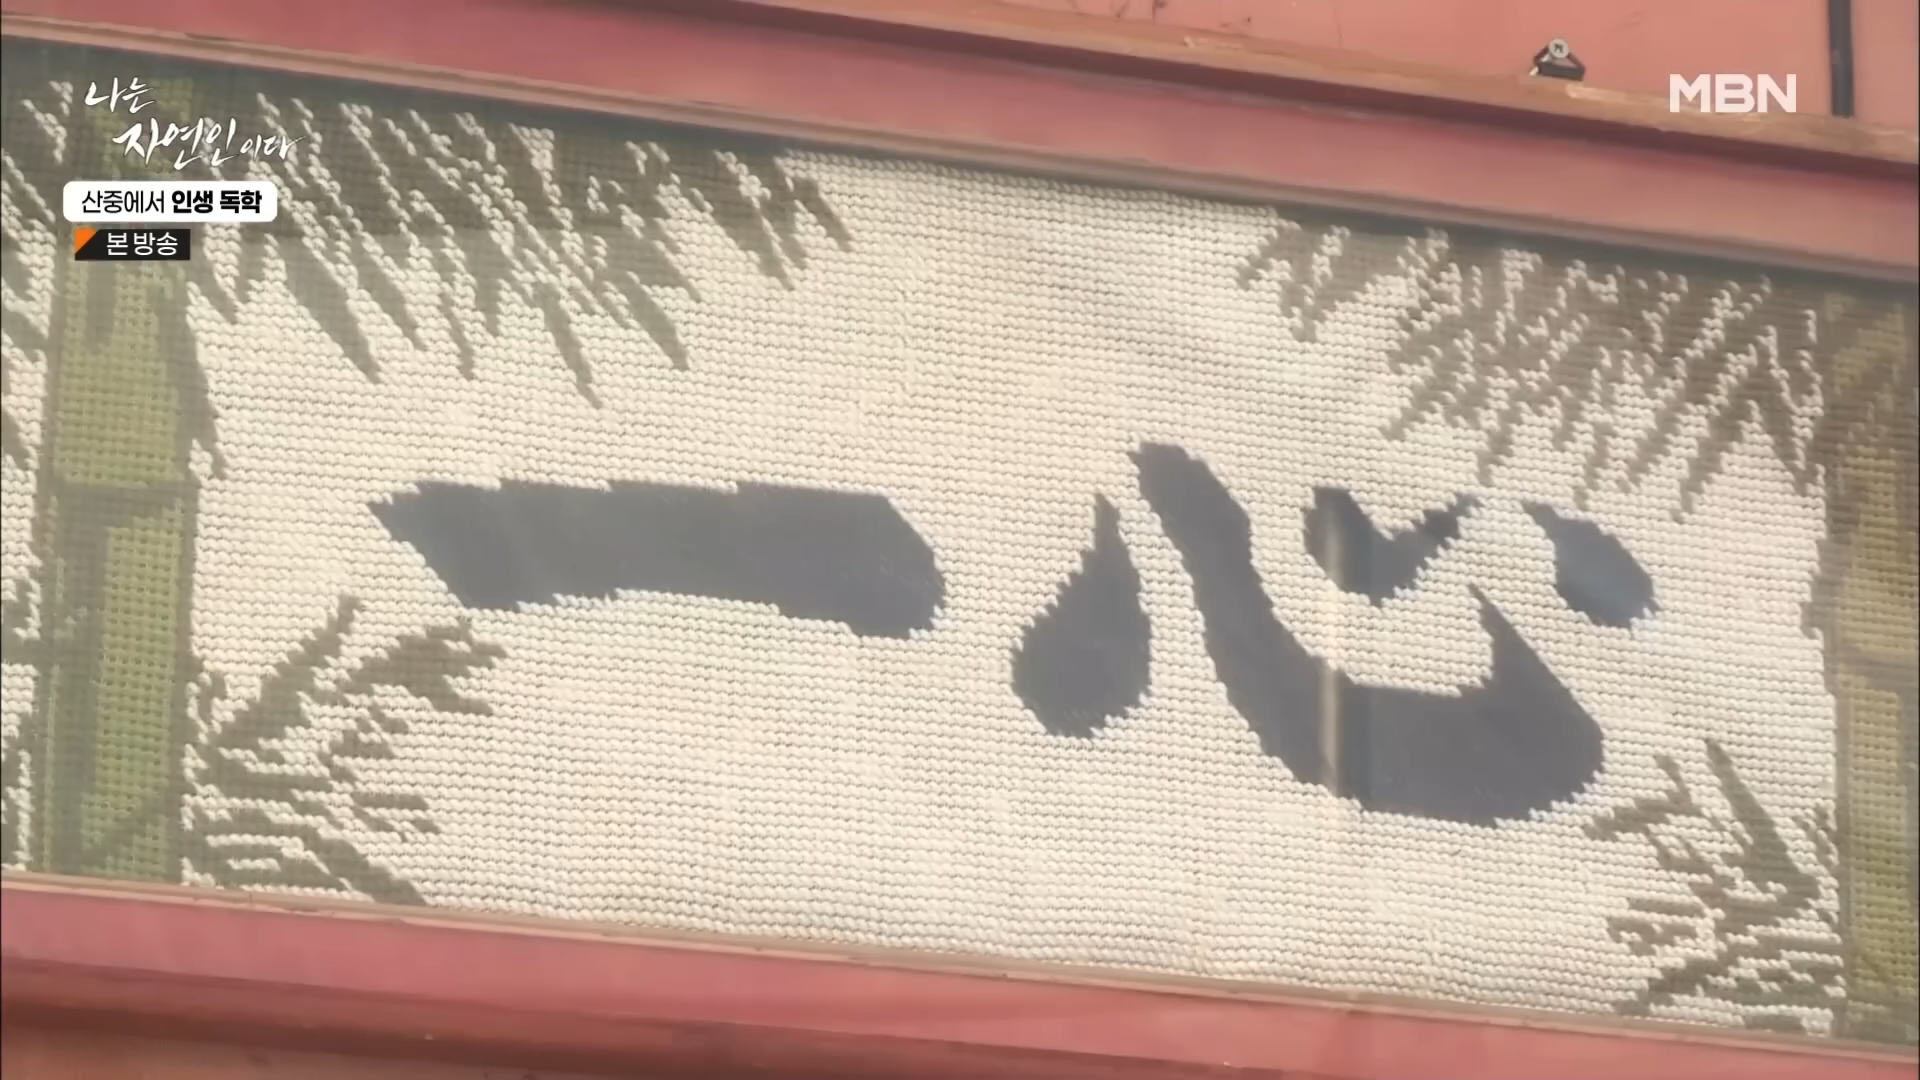 나는
자연인이다
MBN
산중에서 인생 독학
본 방송
一心